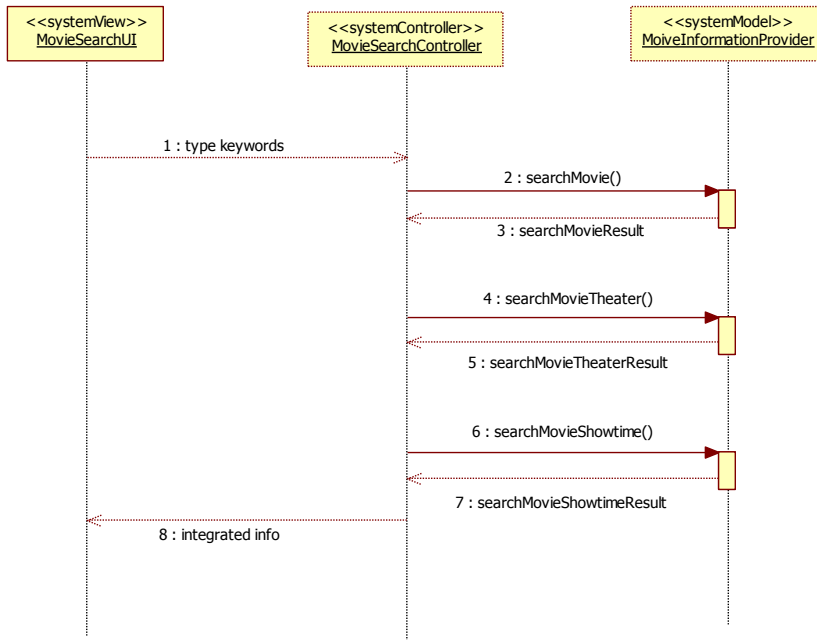 <<systemView>>
MovieSearchUI
<<systemController>>
MovieSearchController
<<systemModel>>
MoiveInformationProvider
1 : type keywords
2 : searchMovie()
3 : searchMovieResult
4 : searchMovieTheater()
5 : searchMovieTheaterResult
6 : searchMovieShowtime()
7 : searchMovieShowtimeResult
8 : integrated info